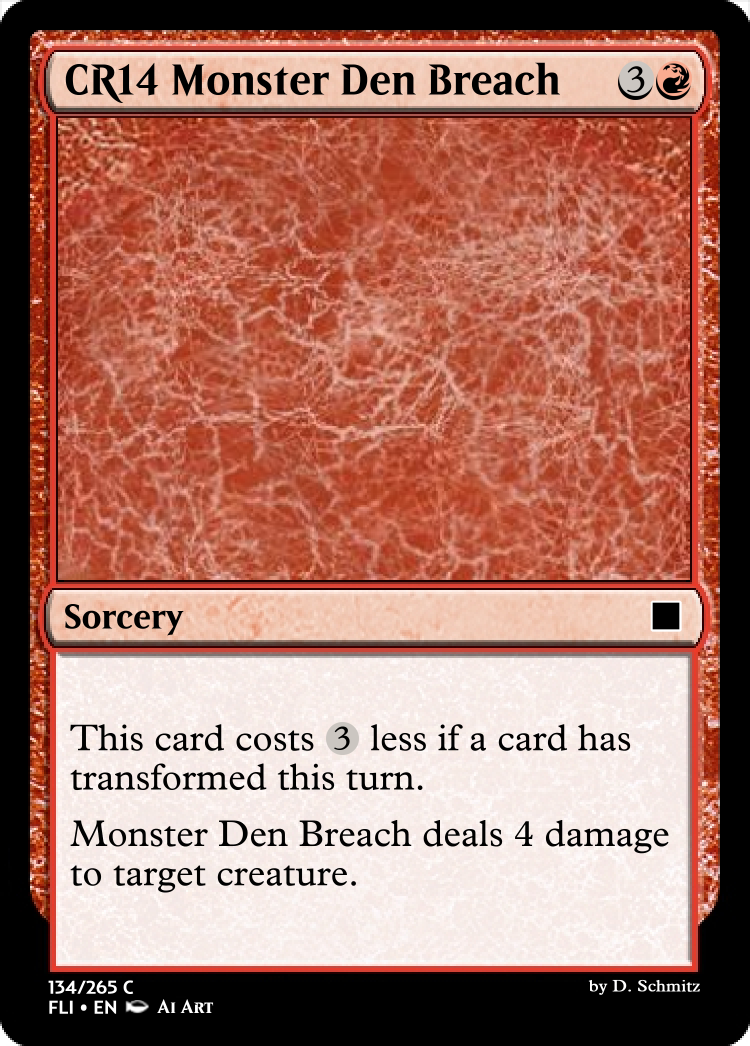 CR14 Monster Den Breach 3
Sorcery
This card costs 3 less if a card has
transformed this turn.
Monster Den Breach deals 4 damage
to target creature.
134/265 C
FLI • EN AI ART
by D. Schmitz